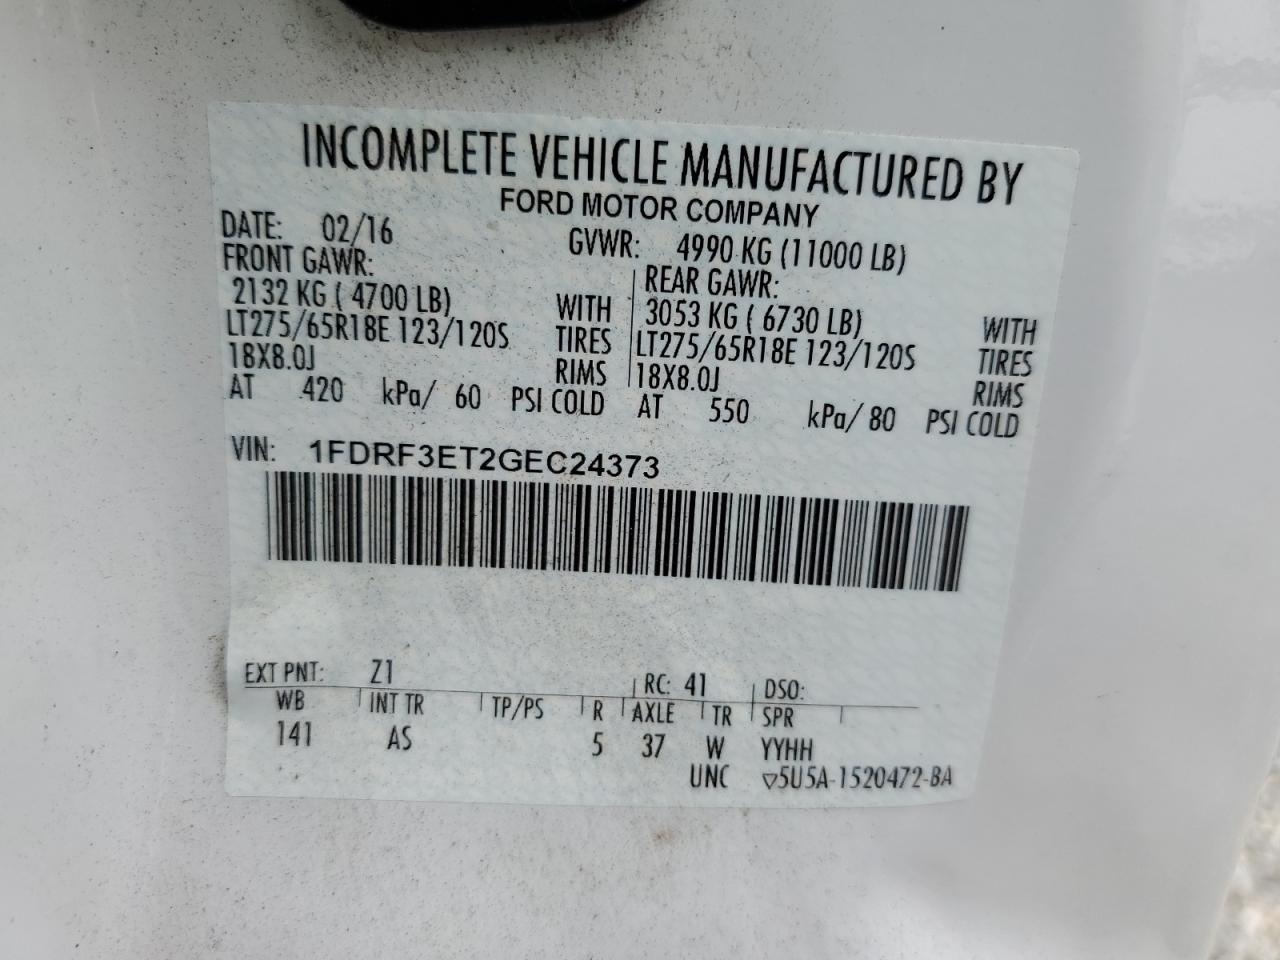 INCOMPLETE VEHICLE MANUFACTURED BY
FORD MOTOR COMPANY
DATE: 02/16 GVWR: 4990 KG (11000 LB)
FRONT GAWR: REAR GAWR:
2132 KG ( 4700 LB) WITH 3053 KG ( 6730 LB) WITH
LT275/65R18E 123/120S TIRES LT275/65R18E 123/120S TIRES
18X8.0J RIMS 18X8.0J RIMS
AT 420 kPa/ 60 PSI COLD AT 550 kPa/ 80 PSI COLD
VIN: 1FDRF3ET2GEC24373
EXT PNT: Z1 RC: 41 DSO:
WB INT TR TP/PS R AXLE TR SPR
141 AS 5 37 W YYHH
UNC ▽5U5A-1520472-BA